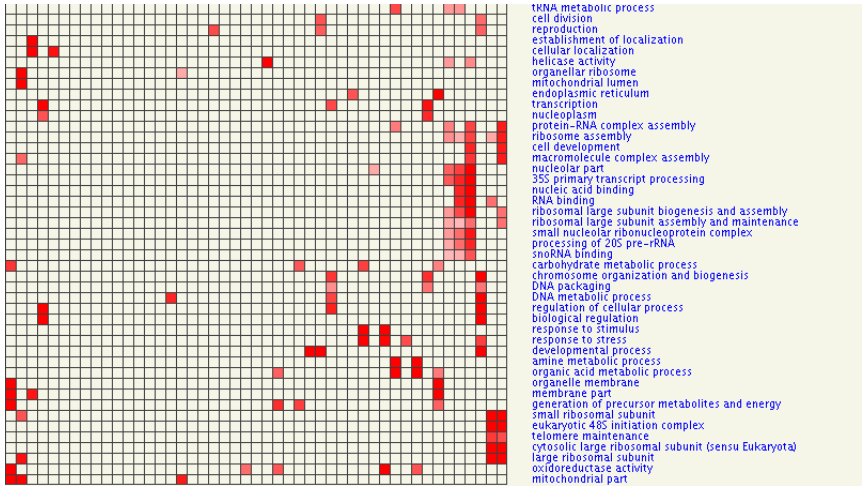 tRNA metabolic process
cell division
reproduction
establishment of localization
cellular localization
helicase activity
organellar ribosome
mitochondrial lumen
endoplasmic reticulum
transcription
nucleoplasm
protein-RNA complex assembly
ribosome assembly
cell development
macromolecule complex assembly
nucleolar part
35S primary transcript processing
nucleic acid binding
RNA binding
ribosomal large subunit biogenesis and assembly
ribosomal large subunit assembly and maintenance
small nucleolar ribonucleoprotein complex
processing of 20S pre-rRNA
snoRNA binding
carbohydrate metabolic process
chromosome organization and biogenesis
DNA packaging
DNA metabolic process
regulation of cellular process
biological regulation
response to stimulus
response to stress
developmental process
amine metabolic process
organic acid metabolic process
organelle membrane
membrane part
generation of precursor metabolites and energy
small ribosomal subunit
eukaryotic 48S initiation complex
telomere maintenance
cytosolic large ribosomal subunit (sensu Eukaryota)
large ribosomal subunit
oxidoreductase activity
mitochondrial part